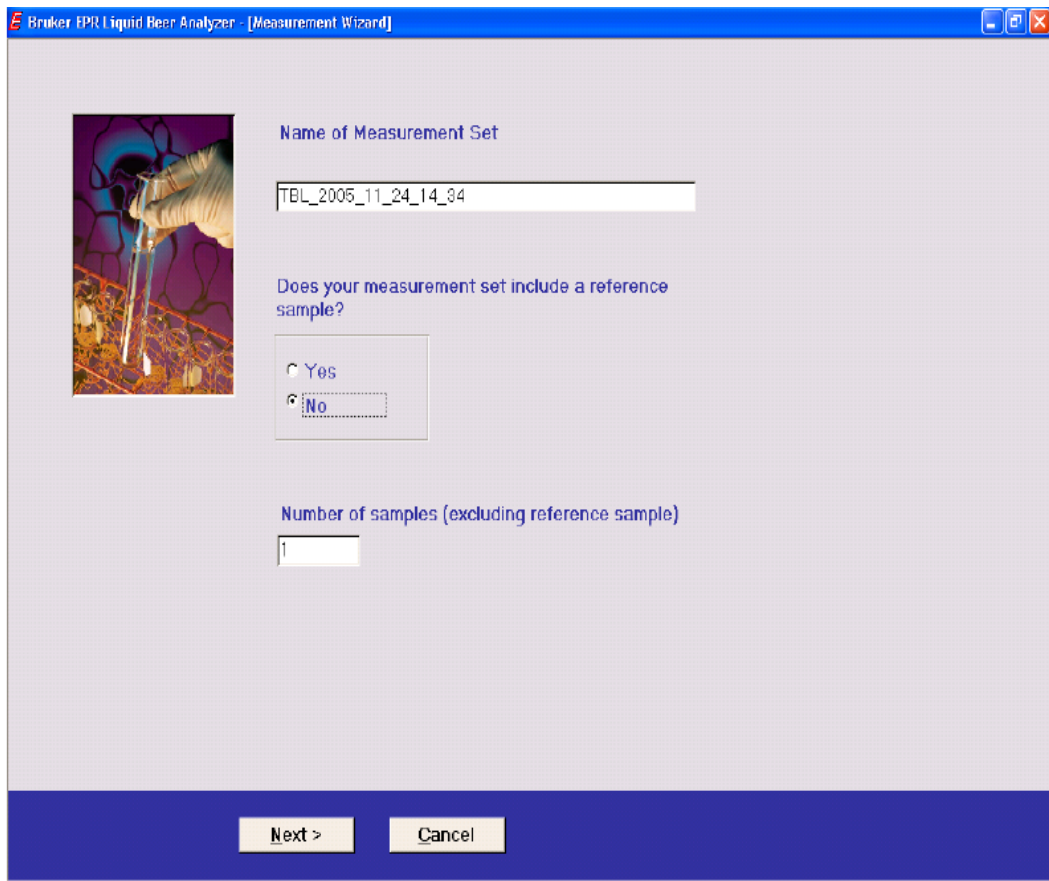 E Bruker EPR Liquid Beer Analyzer - [Measurement Wizard]
Name of Measurement Set
TBL_2005_11_24_14_34
Does your measurement set include a reference
sample?
Yes
No
Number of samples (excluding reference sample)
1
Next >
Cancel